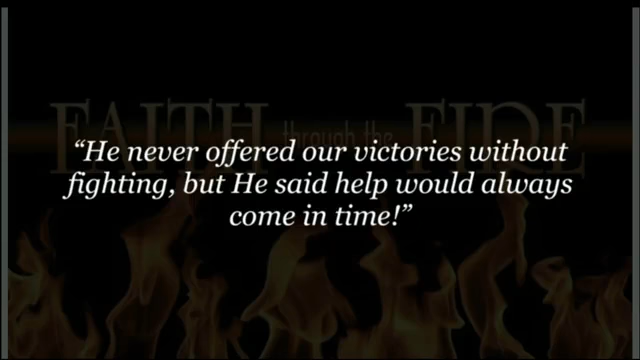 FAITH through the FIRE
“He never offered our victories without
fighting, but He said help would always
come in time!”